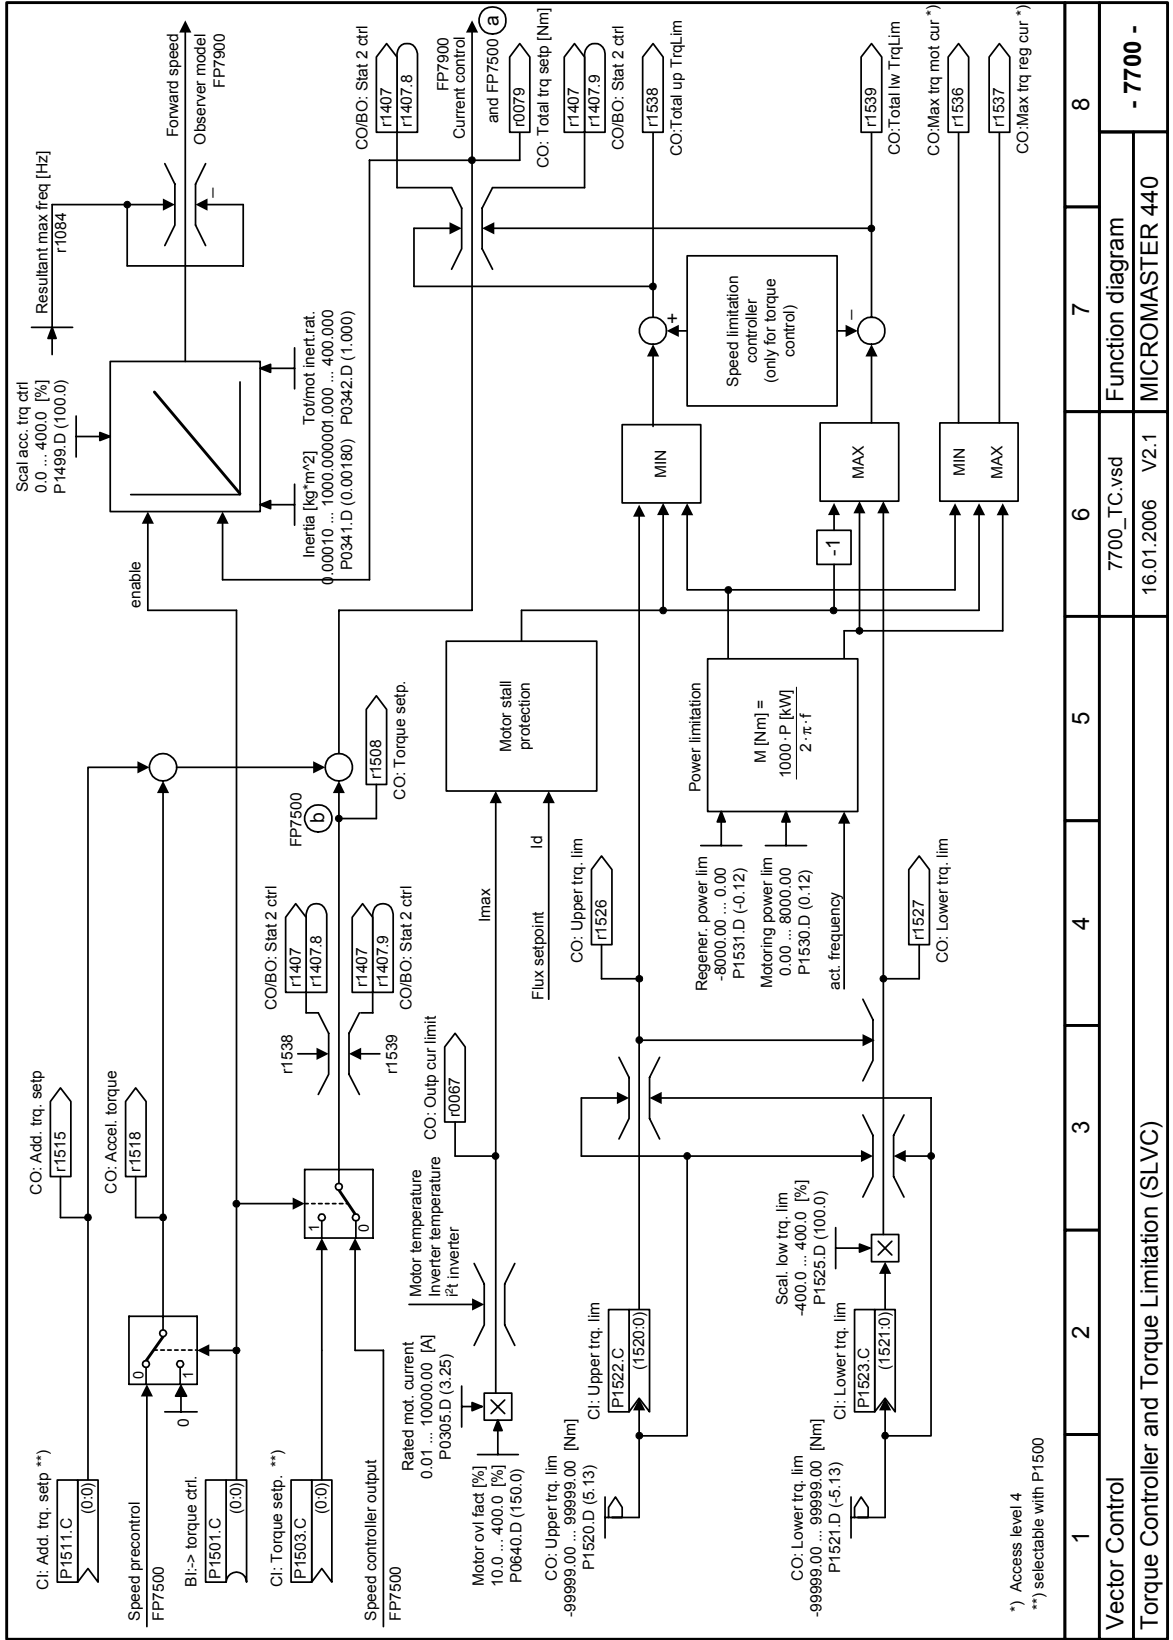 CI: Add. trq. setp **)
P1511.C
(0:0)
CO: Add. trq. setp
r1515
Speed precontrol
FP7500
0
1
0
CO: Accel. torque
r1518
BI:-> torque ctrl.
P1501.C
(0:0)
CI: Torque setp. **)
P1503.C
(0:0)
Speed controller output
FP7500
1
0
r1538
r1539
CO/BO: Stat 2 ctrl
r1407
r1407.8
r1407
r1407.9
CO/BO: Stat 2 ctrl
FP7500
b
r1508
CO: Torque setp.
enable
Scal acc. trq ctrl
0.0 ... 400.0 [%]
P1499.D (100.0)
Inertia [kg*m^2]
0.00010 ... 1000.00000
P0341.D (0.00180)
Tot/mot inert.rat.
1.000 ... 400.000
P0342.D (1.000)
Resultant max freq [Hz]
r1084
–
Forward speed
Observer model
FP7900
CO/BO: Stat 2 ctrl
r1407
r1407.8
FP7900
Current control
and FP7500
a
r0079
CO: Total trq setp [Nm]
r1407
r1407.9
CO/BO: Stat 2 ctrl
r1538
CO:Total up TrqLim
Rated mot. current
0.01 ... 10000.00 [A]
P0305.D (3.25)
Motor ovl fact [%]
10.0 ... 400.0 [%]
P0640.D (150.0)
Motor temperature
Inverter temperature
i²t inverter
CO: Outp cur limit
r0067
Imax
Flux setpoint
Id
Motor stall
protection
CO: Upper trq. lim
-99999.00 ... 99999.00 [Nm]
P1520.D (5.13)
CI: Upper trq. lim
P1522.C
(1520:0)
CO: Upper trq. lim
r1526
Regener. power lim
-8000.00 ... 0.00
P1531.D (-0.12)
Motoring power lim
0.00 ... 8000.00
P1530.D (0.12)
act. frequency
Power limitation
M [Nm] =
1000 · P [kW]
2 · π · f
MIN
+
Speed limitation
controller
(only for torque
control)
–
-1
MAX
MIN
MAX
r1539
CO:Total lw TrqLim
CO:Max trq mot cur *)
r1536
r1537
CO:Max trq reg cur *)
CO: Lower trq. lim
-99999.00 ... 99999.00 [Nm]
P1521.D (-5.13)
CI: Lower trq. lim
P1523.C
(1521:0)
Scal. low trq. lim
-400.0 ... 400.0 [%]
P1525.D (100.0)
r1527
CO: Lower trq. lim
*) Access level 4
**) selectable with P1500
1 2 3 4 5 6 7 8
Vector Control
7700_TC.vsd
Function diagram
- 7700 -
Torque Controller and Torque Limitation (SLVC)
16.01.2006 V2.1
MICROMASTER 440